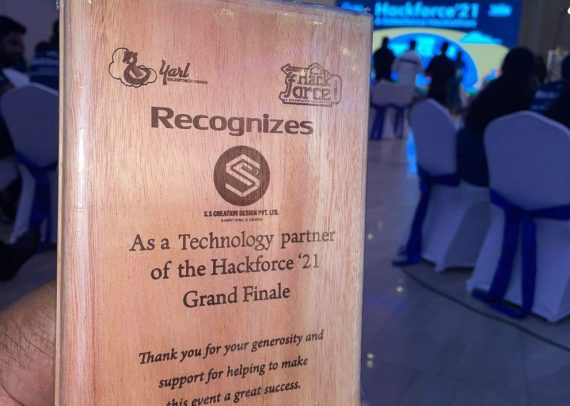 Hackforce'21
Yarl
Hack
force
Recognizes
S.S CREATION DESIGN PVT. LTD.
As a Technology partner
of the Hackforce '21
Grand Finale
Thank you for your generosity and
support for helping to make
this event a great success.